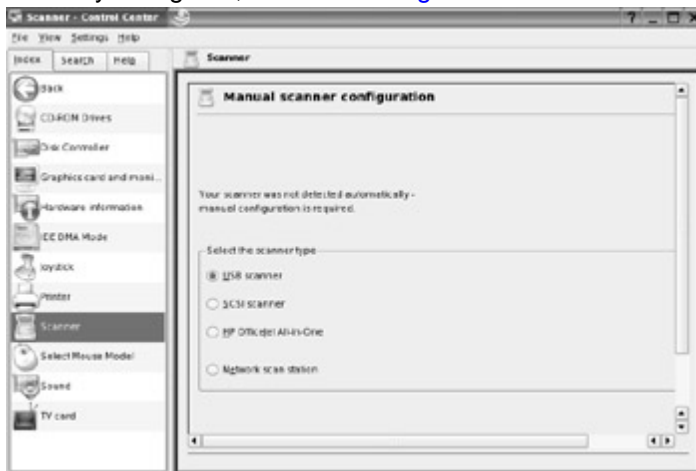 Scanner - Control Center
File View Settings Help
Index Search Help
Scanner
Back
CD-ROM Drives
Disk Controller
Graphics card and moni...
Hardware information
IDE DMA Mode
Joystick
Printer
Scanner
Select Mouse Model
Sound
TV card
Manual scanner configuration
Your scanner was not detected automatically -
manual configuration is required.
Select the scanner type
USB scanner
SCSI scanner
HP OfficeJet All-in-One
Network scan station